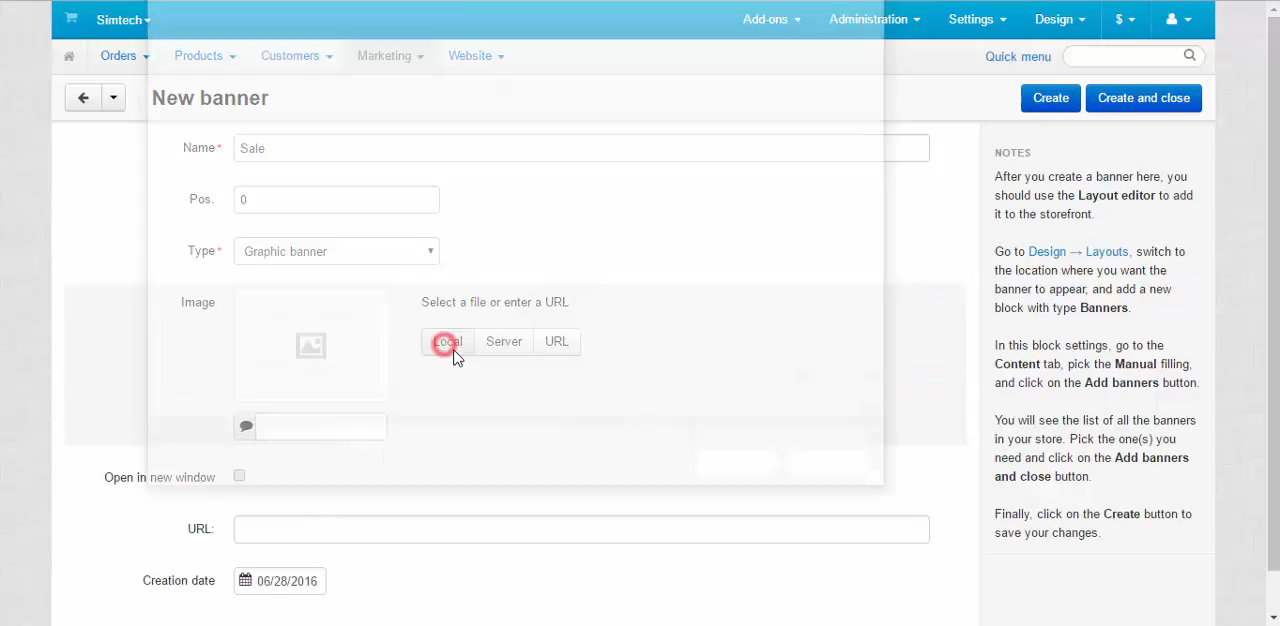 Simtech
Add-ons
Administration
Settings
Design
$
Orders
Products
Customers
Marketing
Website
Quick menu
New banner
Create
Create and close
Name*
Sale
Pos.
0
Type*
Graphic banner
Image
Select a file or enter a URL
Local
Server
URL
Open in new window
URL:
Creation date
06/28/2016
NOTES
After you create a banner here, you
should use the Layout editor to add
it to the storefront.
Go to Design → Layouts, switch to
the location where you want the
banner to appear, and add a new
block with type Banners.
In this block settings, go to the
Content tab, pick the Manual filling,
and click on the Add banners button.
You will see the list of all the banners
in your store. Pick the one(s) you
need and click on the Add banners
and close button.
Finally, click on the Create button to
save your changes.